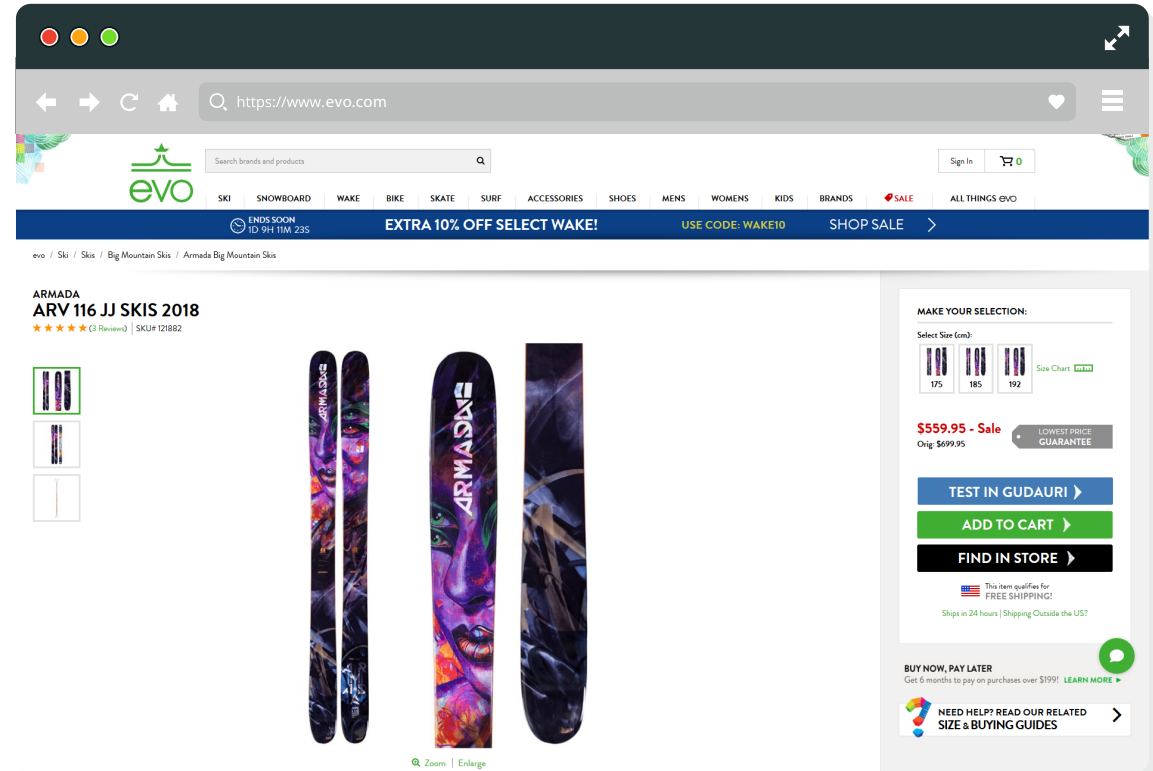 https://www.evo.com
evo
Search brands and products
Sign In
0
SKI SNOWBOARD WAKE BIKE SKATE SURF ACCESSORIES SHOES MENS WOMENS KIDS BRANDS SALE ALL THINGS evo
ENDS SOON
1D 9H 11M 23S
EXTRA 10% OFF SELECT WAKE! USE CODE: WAKE10 SHOP SALE
evo / Ski / Skis / Big Mountain Skis / Armada Big Mountain Skis
ARMADA
ARV 116 JJ SKIS 2018
(3 Reviews) SKU# 121882
ARMADA
ARMADA
Zoom | Enlarge
MAKE YOUR SELECTION:
Select Size (cm):
175 185 192
Size Chart
$559.95 - Sale
Orig: $699.95
LOWEST PRICE
GUARANTEE
TEST IN GUDAURI
ADD TO CART
FIND IN STORE
This item qualifies for
FREE SHIPPING!
Ships in 24 hours | Shipping Outside the US?
BUY NOW, PAY LATER
Get 6 months to pay on purchases over $199! LEARN MORE
NEED HELP? READ OUR RELATED
SIZE & BUYING GUIDES